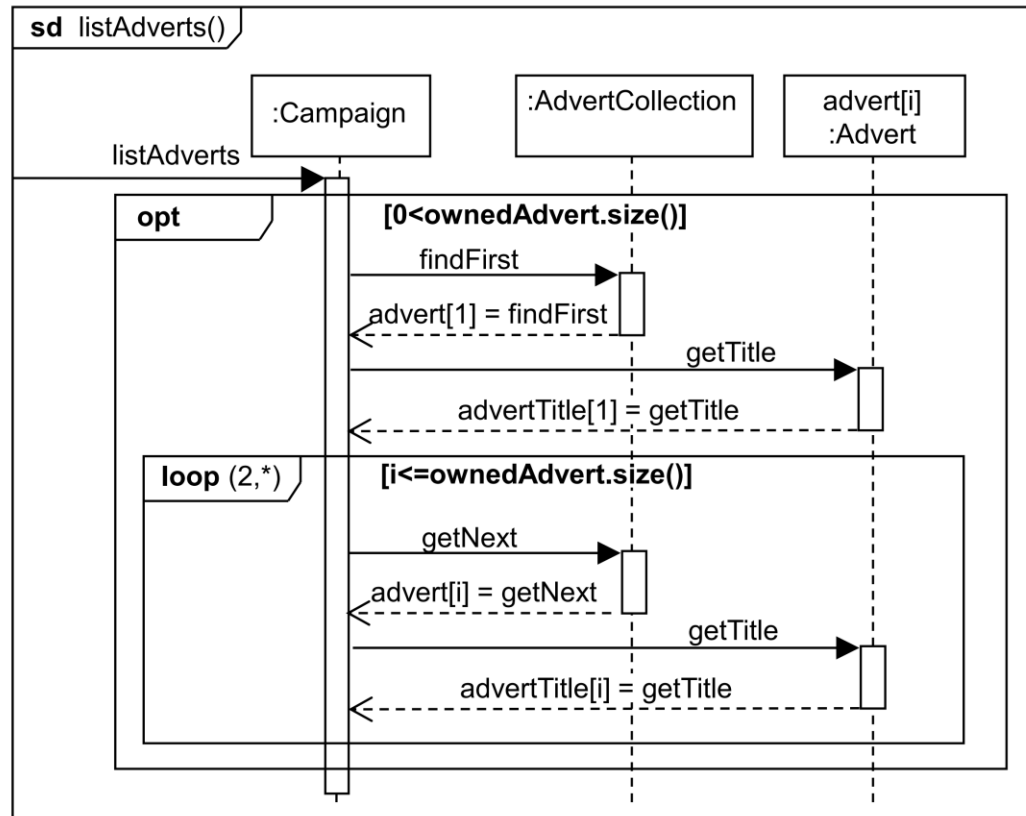 sd listAdverts()
:Campaign
:AdvertCollection
advert[i]
:Advert
listAdverts
opt
[0<ownedAdvert.size()]
findFirst
advert[1] = findFirst
getTitle
advertTitle[1] = getTitle
loop (2,*)
[i<=ownedAdvert.size()]
getNext
advert[i] = getNext
getTitle
advertTitle[i] = getTitle